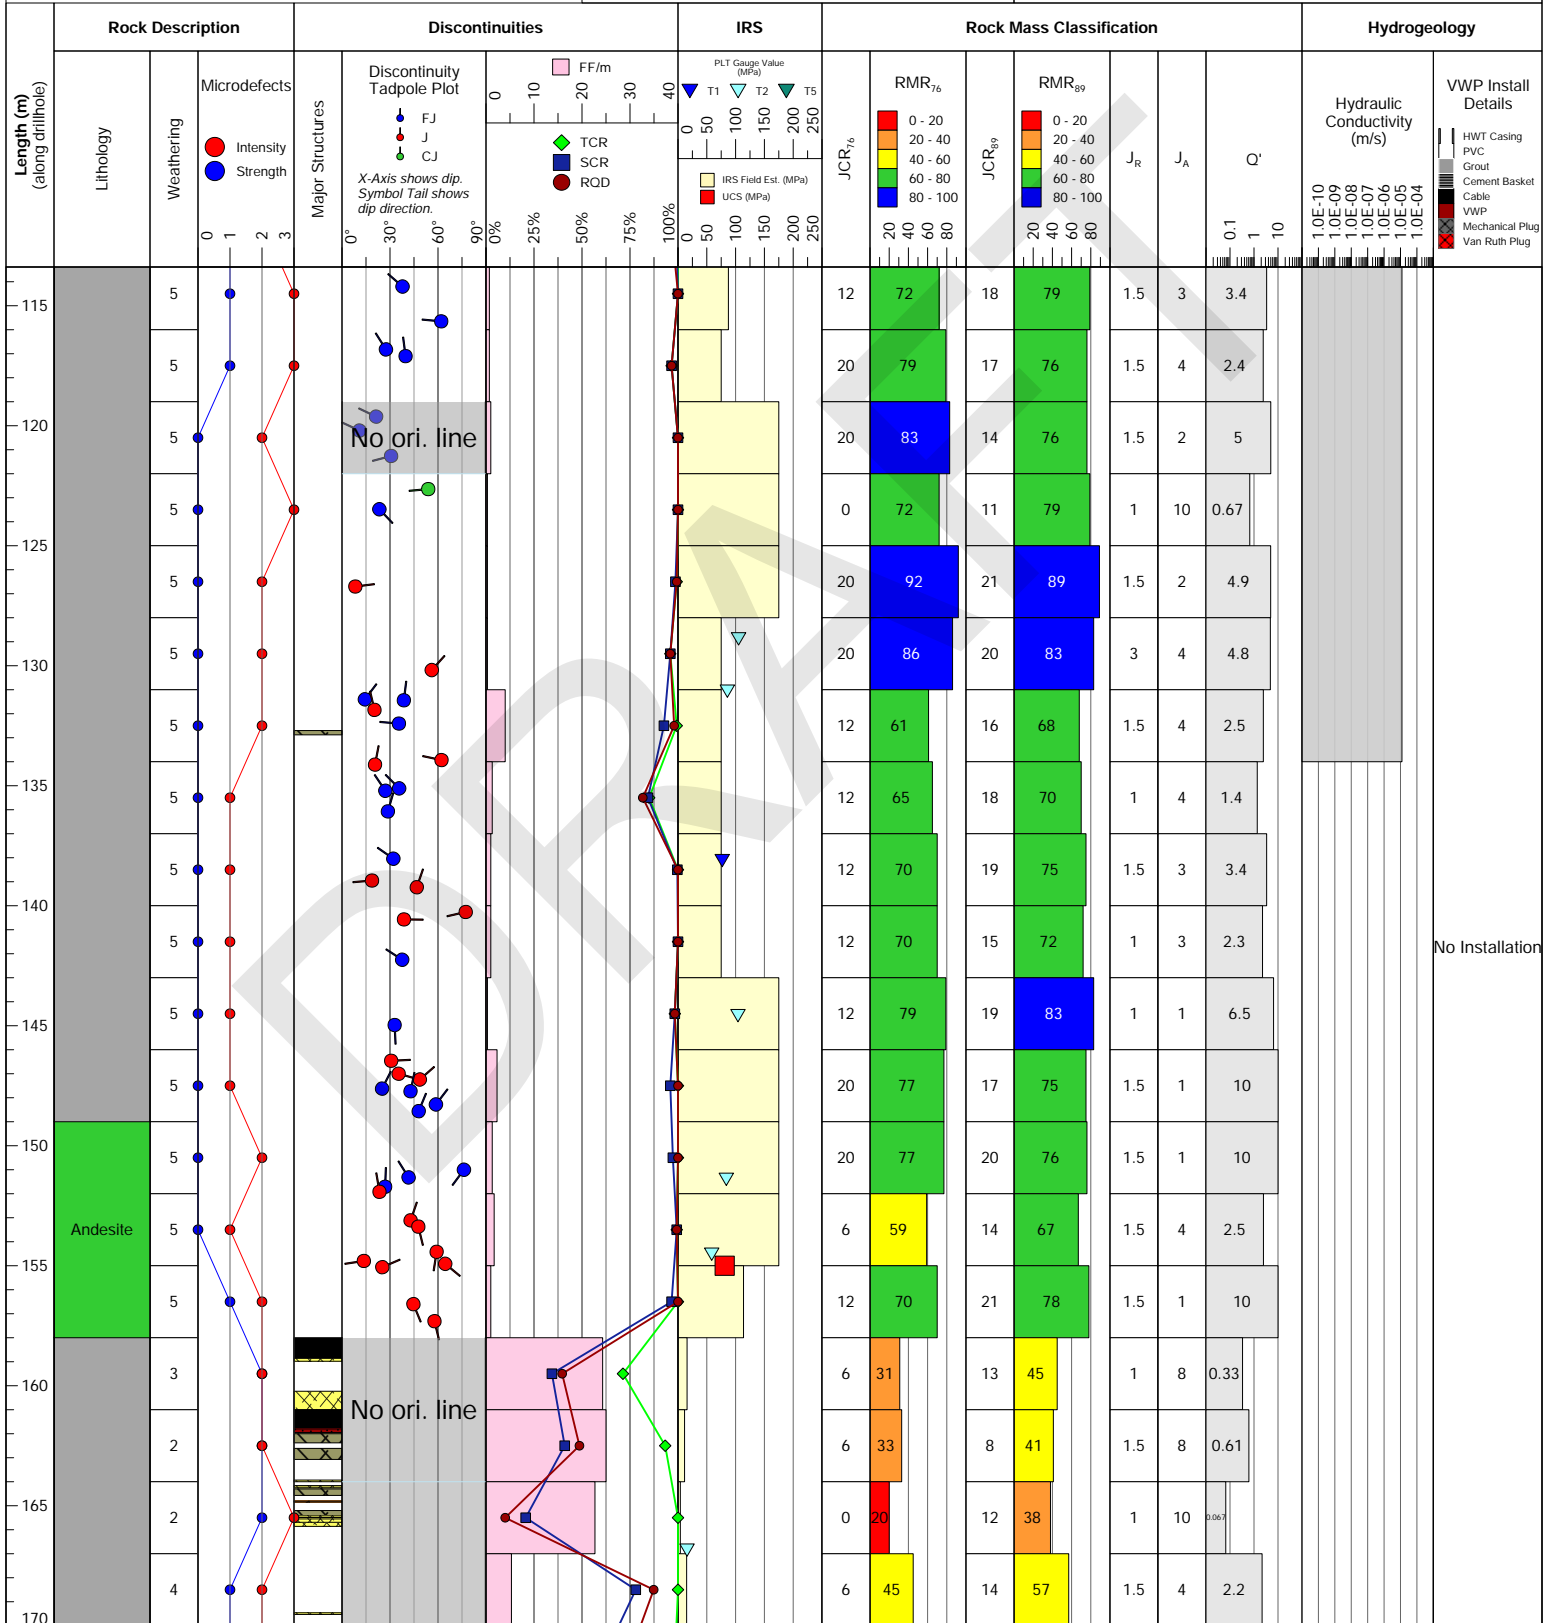 Rock Description
Discontinuities
IRS
Rock Mass Classification
Hydrogeology
Length (m)
(along drillhole)
Lithology
Weathering
Microdefects
Intensity
Strength
0 1 2 3
Major Structures
Discontinuity
Tadpole Plot
FJ
J
CJ
X-Axis shows dip.
Symbol Tail shows
dip direction.
0° 30° 60° 90°
FF/m
0 10 20 30 40
TCR
SCR
RQD
0% 25% 50% 75% 100%
PLT Gauge Value
(MPa)
T1 T2 T5
0 50 100 150 200 250
IRS Field Est. (MPa)
UCS (MPa)
0 50 100 150 200 250
JCR76
RMR76
0 - 20
20 - 40
40 - 60
60 - 80
80 - 100
20 40 60 80
JCR89
RMR89
0 - 20
20 - 40
40 - 60
60 - 80
80 - 100
20 40 60 80
JR
JA
Q'
0.1 1 10
Hydraulic
Conductivity
(m/s)
1.0E-10 1.0E-09 1.0E-08 1.0E-07 1.0E-06 1.0E-05 1.0E-04
VWP Install
Details
HWT Casing
PVC
Grout
Cement Basket
Cable
VWP
Mechanical Plug
Van Ruth Plug
5 12 72 18 79 1.5 3 3.4
115
5 20 79 17 76 1.5 4 2.4
120
5 No ori. line 20 83 14 76 1.5 2 5
5 0 72 11 79 1 10 0.67
125
5 20 92 21 89 1.5 2 4.9
5 20 86 20 83 3 4 4.8
130
5 12 61 16 68 1.5 4 2.5
135
5 12 65 18 70 1 4 1.4
5 12 70 19 75 1.5 3 3.4
140
5 12 70 15 72 1 3 2.3
No Installation
5 12 79 19 83 1 1 6.5
145
5 20 77 17 75 1.5 1 10
150
5 20 77 20 76 1.5 1 10
Andesite 5 6 59 14 67 1.5 4 2.5
155
5 12 70 21 78 1.5 1 10
3 6 31 13 45 1 8 0.33
160
No ori. line
2 6 33 8 41 1.5 8 0.61
165
2 0 20 12 38 1 10 0.067
4 6 45 14 57 1.5 4 2.2
170
DRAFT